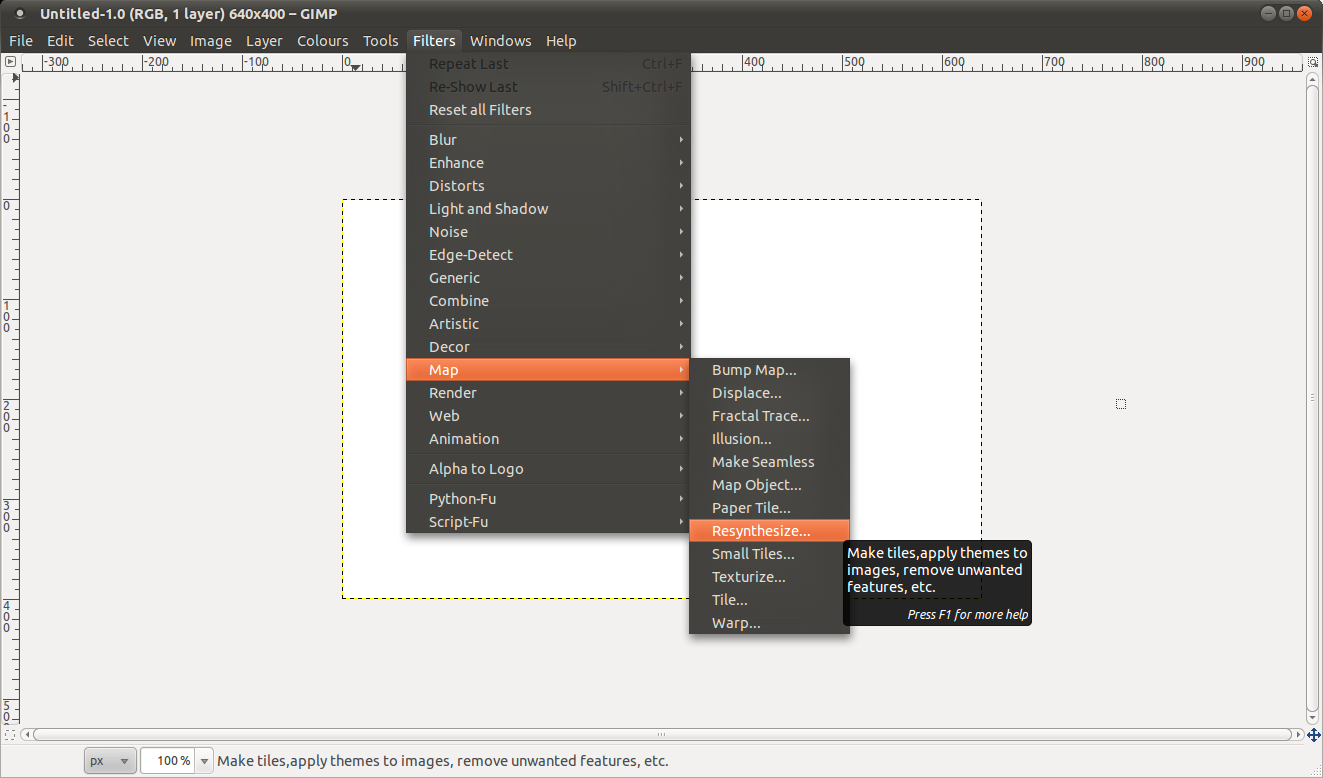 Untitled-1.0 (RGB, 1 layer) 640x400 – GIMP
File Edit Select View Image Layer Colours Tools Filters Windows Help
-300 -200 -100 0 400 500 600 700 800 900
Repeat Last Ctrl+F
Re-Show Last Shift+Ctrl+F
Reset all Filters
Blur
Enhance
Distorts
Light and Shadow
Noise
Edge-Detect
Generic
Combine
Artistic
Decor
Map
Render
Web
Animation
Alpha to Logo
Python-Fu
Script-Fu
Bump Map...
Displace...
Fractal Trace...
Illusion...
Make Seamless
Map Object...
Paper Tile...
Resynthesize...
Small Tiles...
Texturize...
Tile...
Warp...
Make tiles,apply themes to
images, remove unwanted
features, etc.
Press F1 for more help
-100
0
100
200
300
400
px 100 % Make tiles,apply themes to images, remove unwanted features, etc.